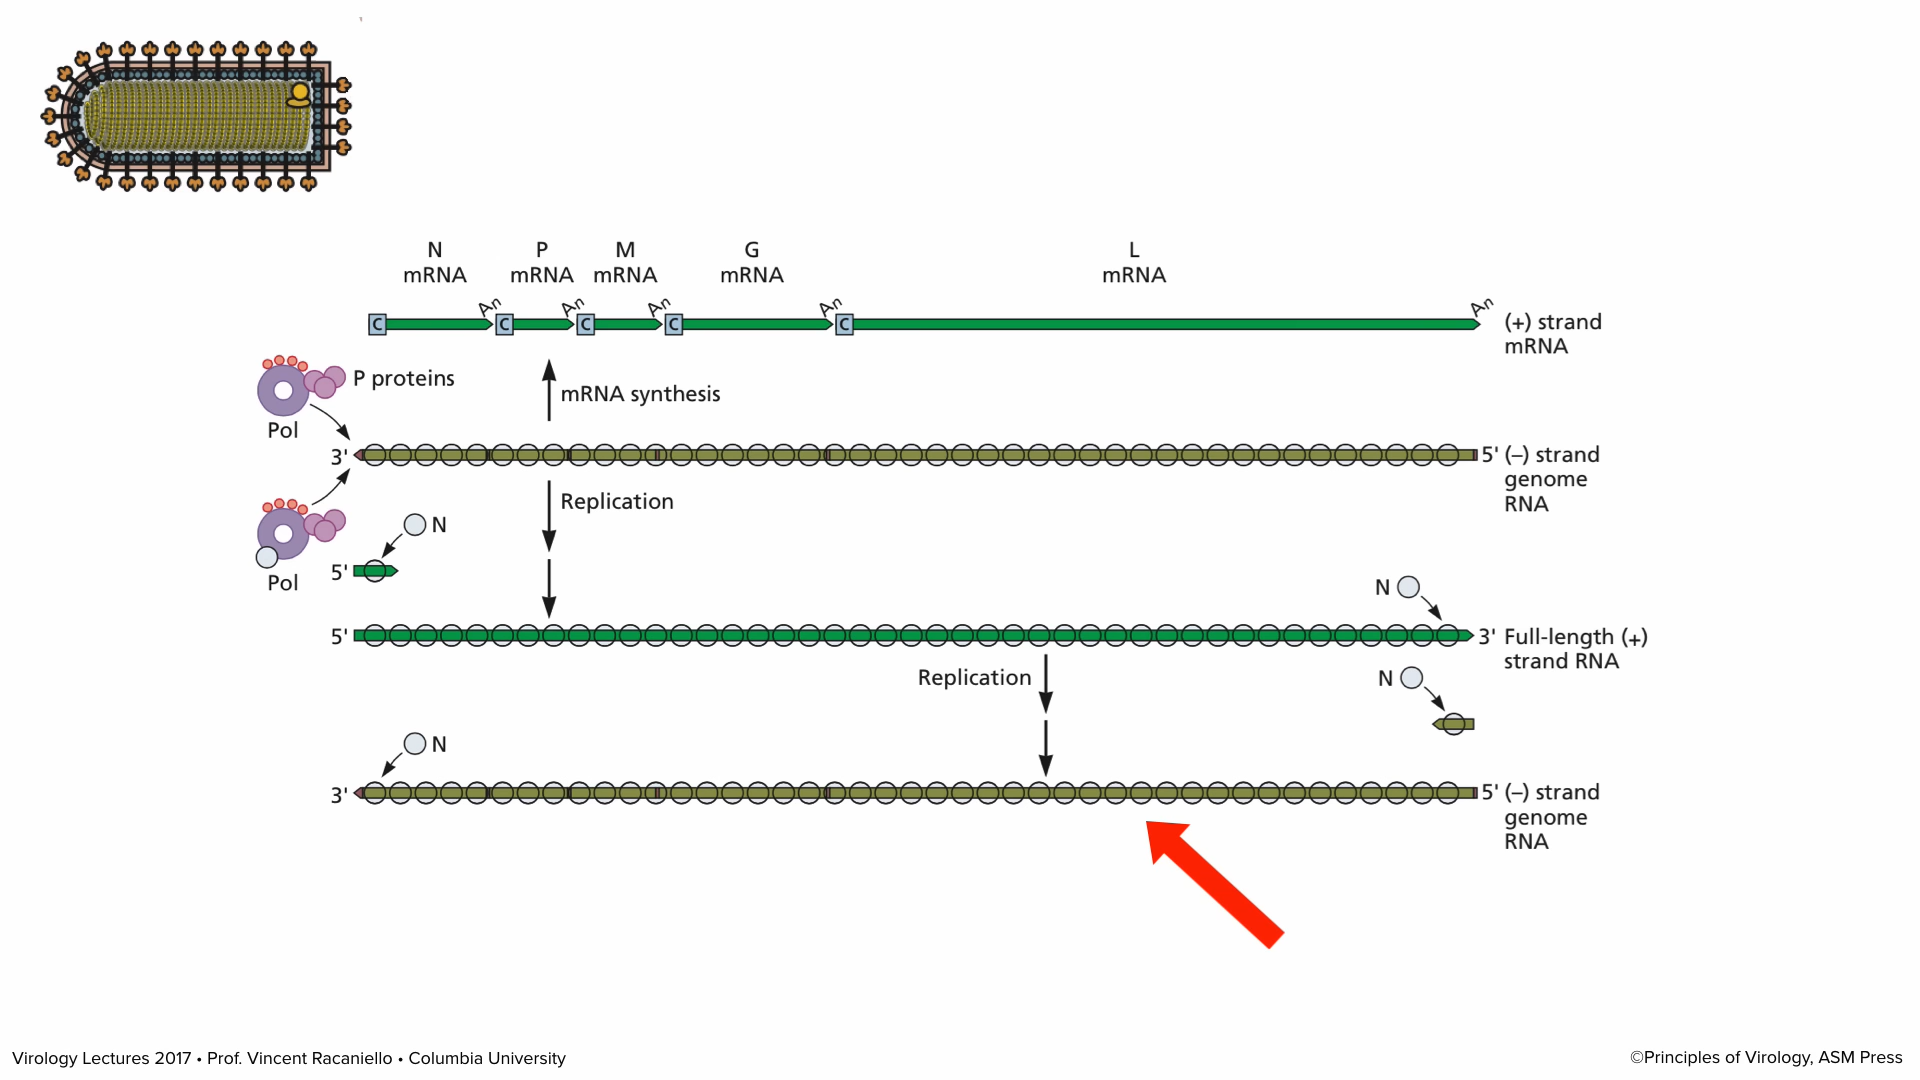 N
mRNA
P
mRNA
M
mRNA
G
mRNA
L
mRNA
An
An
An
An
An
C
C
C
C
C
(+) strand
mRNA
P proteins
Pol
mRNA synthesis
3'
5'
(–) strand
genome
RNA
Replication
N
Pol
5'
N
5'
3'
Full-length (+)
strand RNA
Replication
N
N
3'
5'
(–) strand
genome
RNA
Virology Lectures 2017 • Prof. Vincent Racaniello • Columbia University
©Principles of Virology, ASM Press